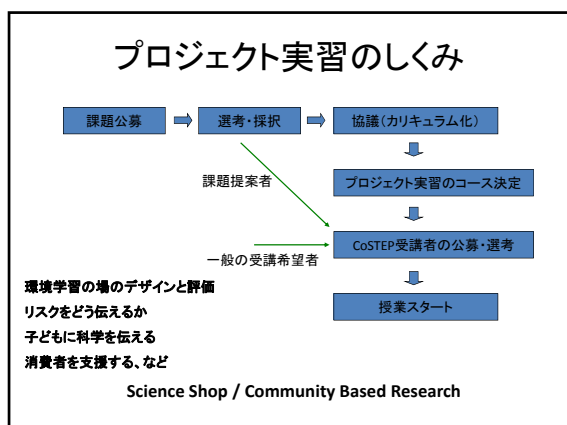 プロジェクト実習のしくみ
課題公募
選考・採択
協議（カリキュラム化）
課題提案者
プロジェクト実習のコース決定
一般の受講希望者
CoSTEP受講者の公募・選考
授業スタート
環境学習の場のデザインと評価
リスクをどう伝えるか
子どもに科学を伝える
消費者を支援する、など
Science Shop / Community Based Research